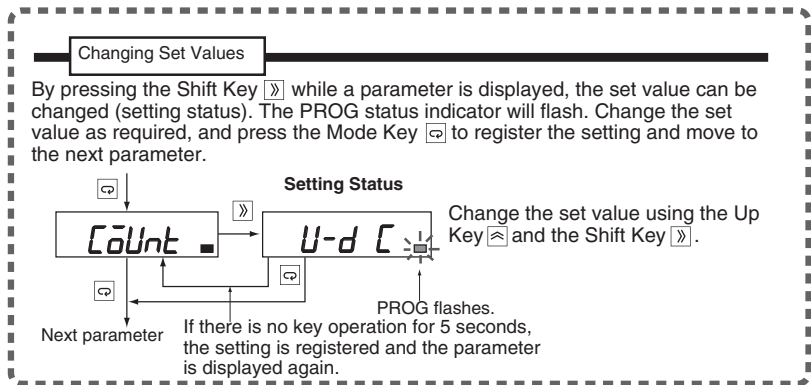 Changing Set Values
By pressing the Shift Key while a parameter is displayed, the set value can be
changed (setting status). The PROG status indicator will flash. Change the set
value as required, and press the Mode Key to register the setting and move to
the next parameter.
Setting Status
CoUnt
U-d C
Change the set value using the Up
Key and the Shift Key .
PROG flashes.
Next parameter
If there is no key operation for 5 seconds,
the setting is registered and the parameter
is displayed again.